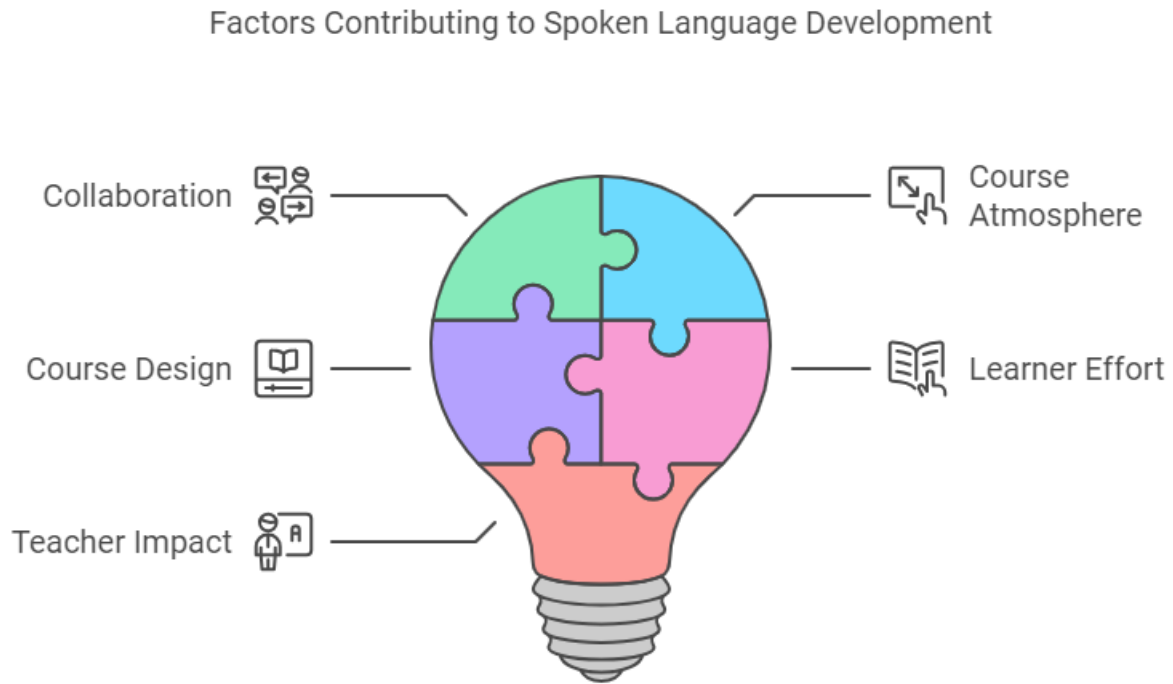 Factors Contributing to Spoken Language Development
Collaboration
Course
Atmosphere
Course Design
Learner Effort
Teacher Impact
A